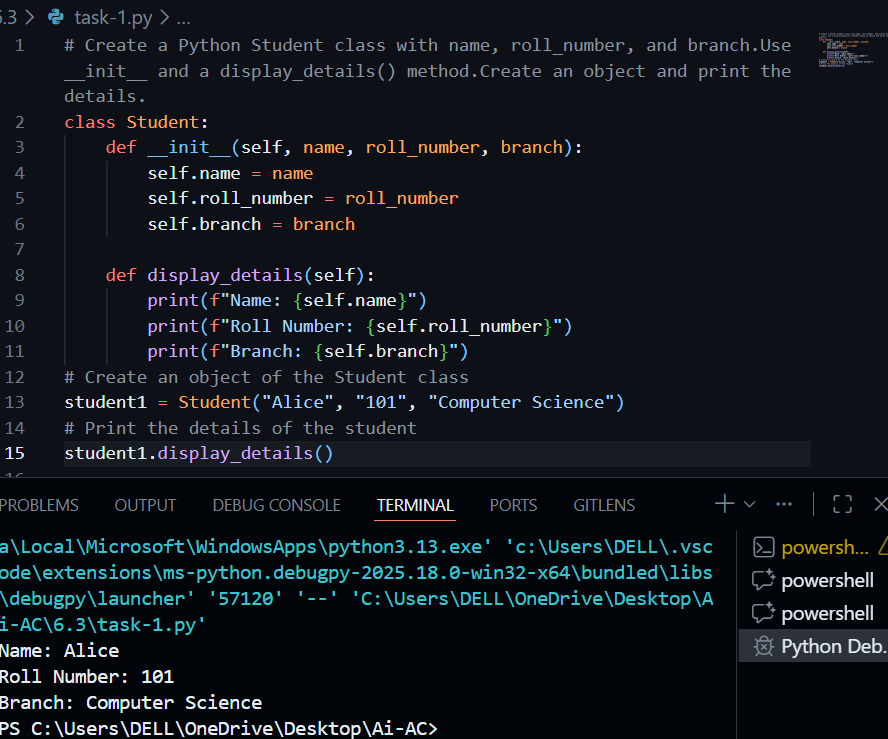 6.3 > task-1.py > ...
1 # Create a Python Student class with name, roll_number, and branch.Use
__init__ and a display_details() method.Create an object and print the
details.
2 class Student:
3     def __init__(self, name, roll_number, branch):
4         self.name = name
5         self.roll_number = roll_number
6         self.branch = branch
7
8     def display_details(self):
9         print(f"Name: {self.name}")
10         print(f"Roll Number: {self.roll_number}")
11         print(f"Branch: {self.branch}")
12 # Create an object of the Student class
13 student1 = Student("Alice", "101", "Computer Science")
14 # Print the details of the student
15 student1.display_details()
16
PROBLEMS OUTPUT DEBUG CONSOLE TERMINAL PORTS GITLENS
a\Local\Microsoft\WindowsApps\python3.13.exe' 'c:\Users\DELL\.vsc
ode\extensions\ms-python.debugpy-2025.18.0-win32-x64\bundled\libs
\debugpy\launcher' '57120' '--' 'C:\Users\DELL\OneDrive\Desktop\A
i-AC\6.3\task-1.py'
Name: Alice
Roll Number: 101
Branch: Computer Science
PS C:\Users\DELL\OneDrive\Desktop\Ai-AC>
powersh...
powershell
powershell
Python Deb.